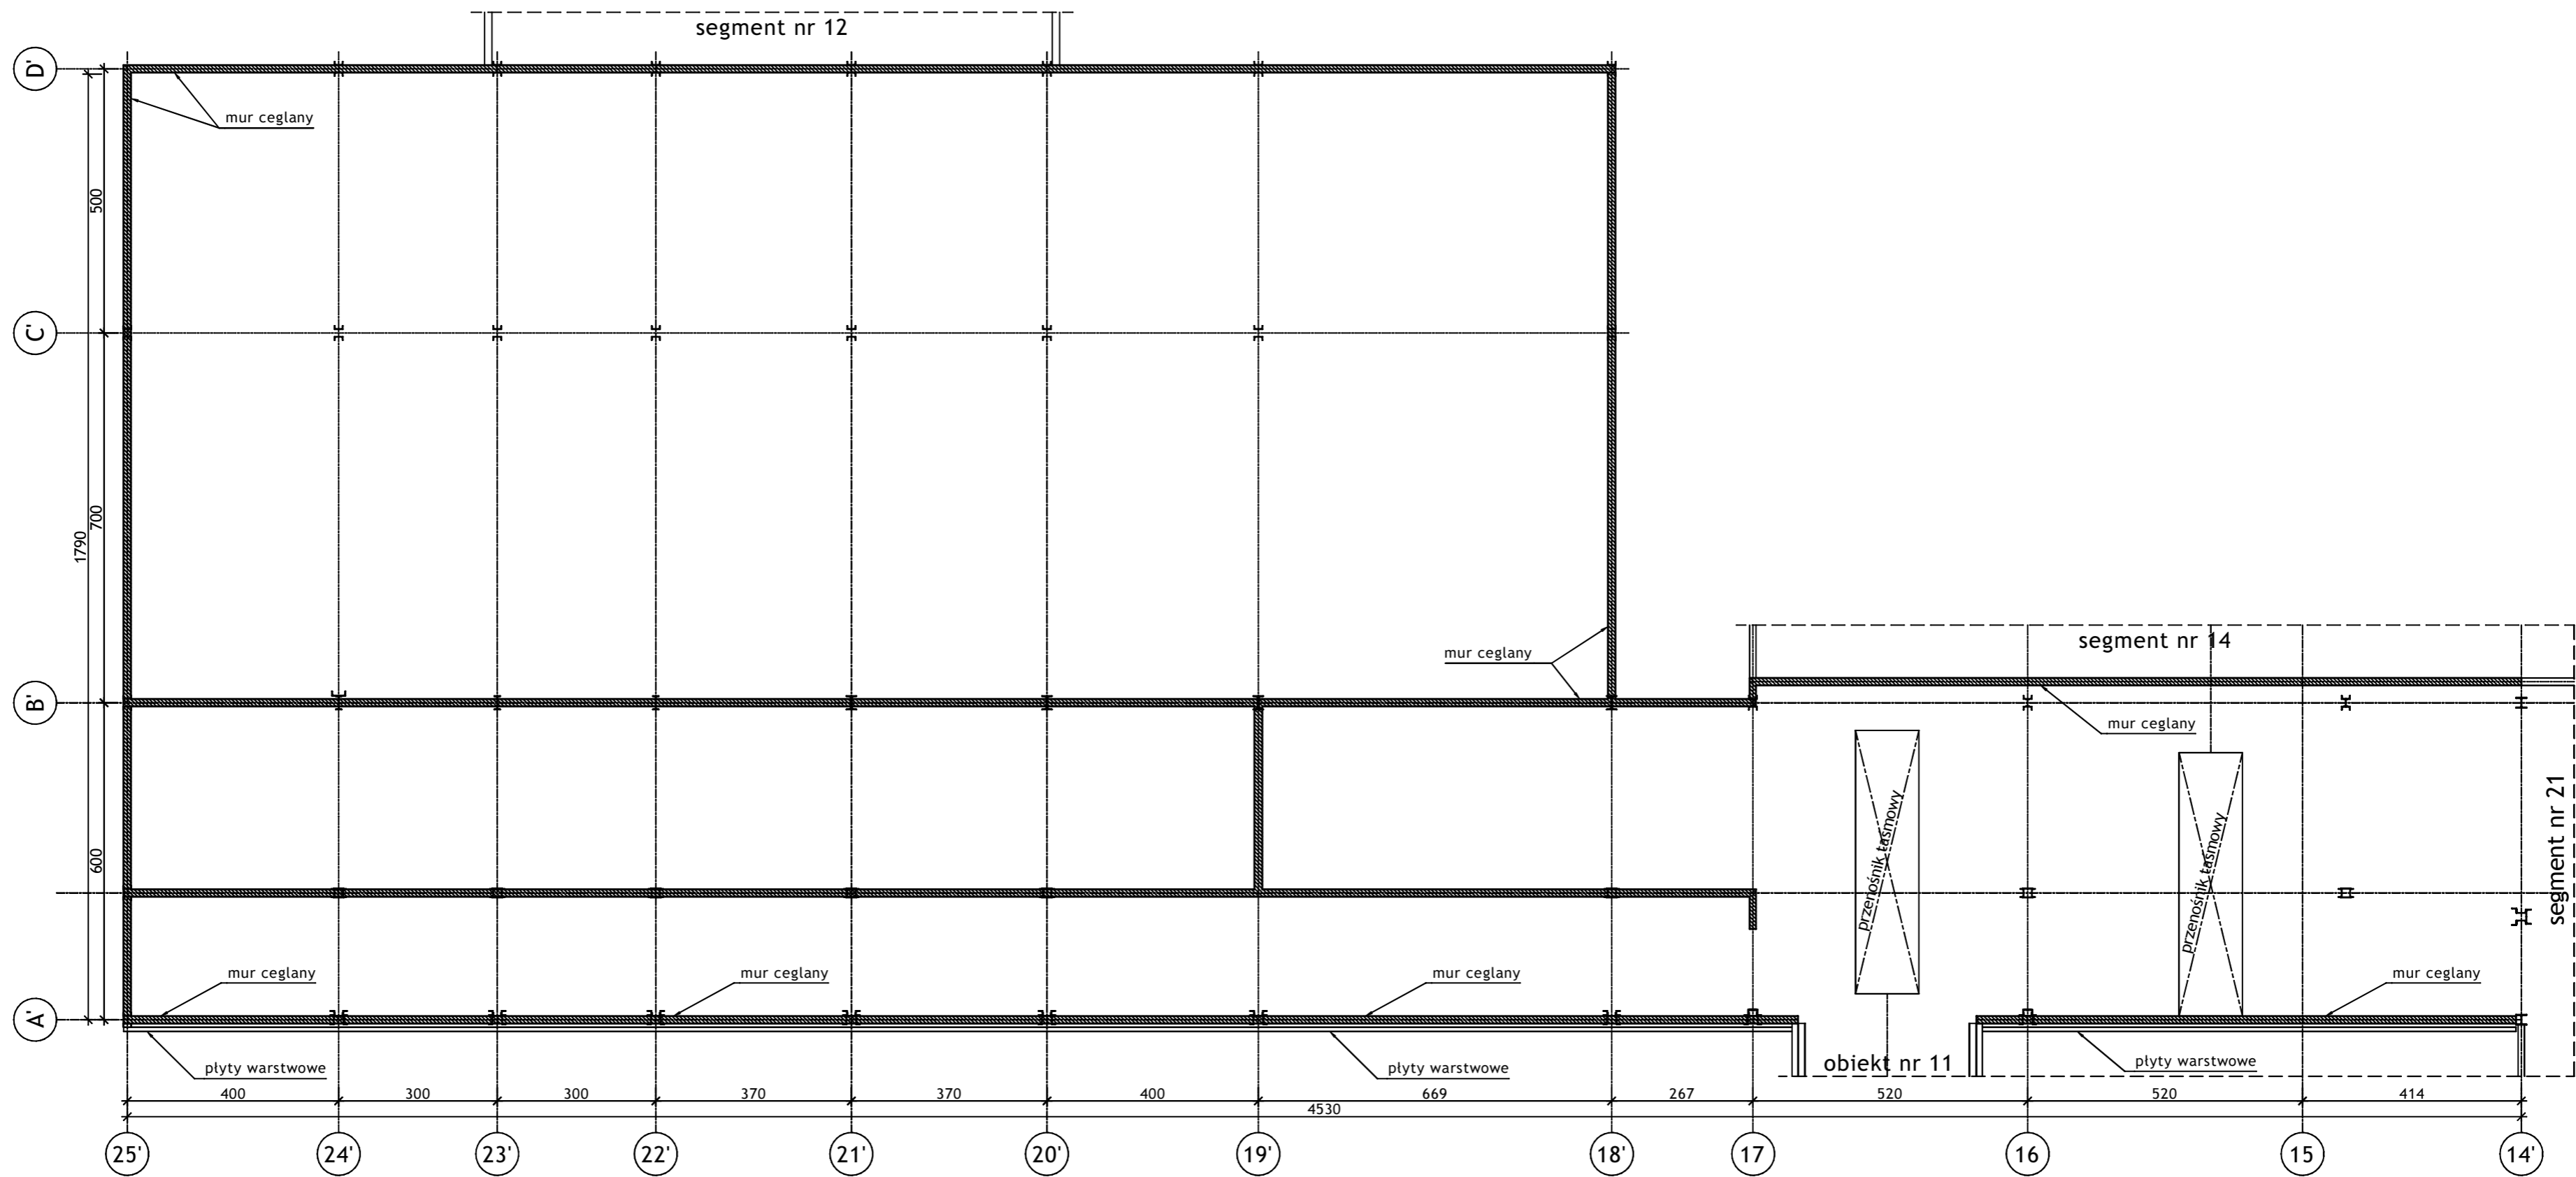 segment nr 12
D'
mur ceglany
500
C'
700
1790
mur ceglany
segment nr 14
B'
mur ceglany
przenośnik taśmowy
przenośnik taśmowy
segment nr 21
600
mur ceglany
mur ceglany
mur ceglany
mur ceglany
A'
płyty warstwowe
płyty warstwowe
obiekt nr 11
płyty warstwowe
400 300 300 370 370 400 669 267 520 520 414
4530
25' 24' 23' 22' 21' 20' 19' 18' 17 16 15 14'